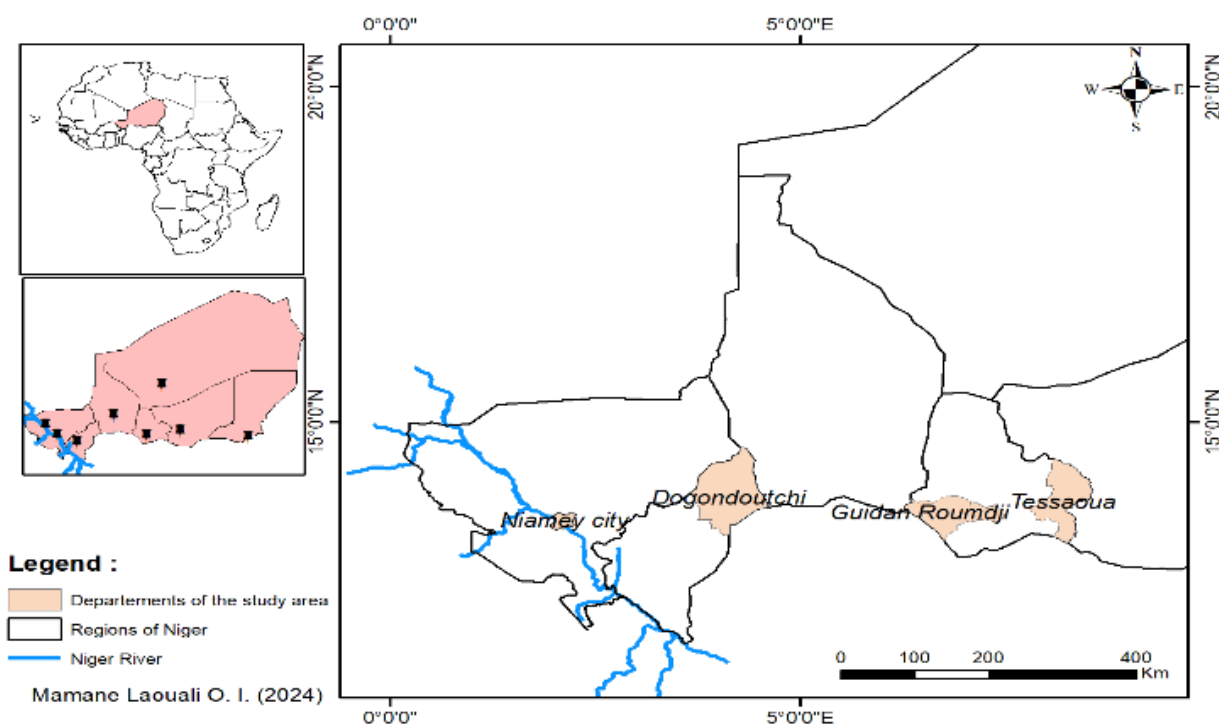 0°0'0"
5°0'0"E
N
W
E
S
20°0'0"N
20°0'0"N
15°0'0"N
15°0'0"N
Dogondoutchi
Niamey city
Guidan Roumdji
Tessaoua
Legend :
Departements of the study area
Regions of Niger
Niger River
Mamane Laouali O. I. (2024)
0 100 200 400
Km
0°0'0"
5°0'0"E